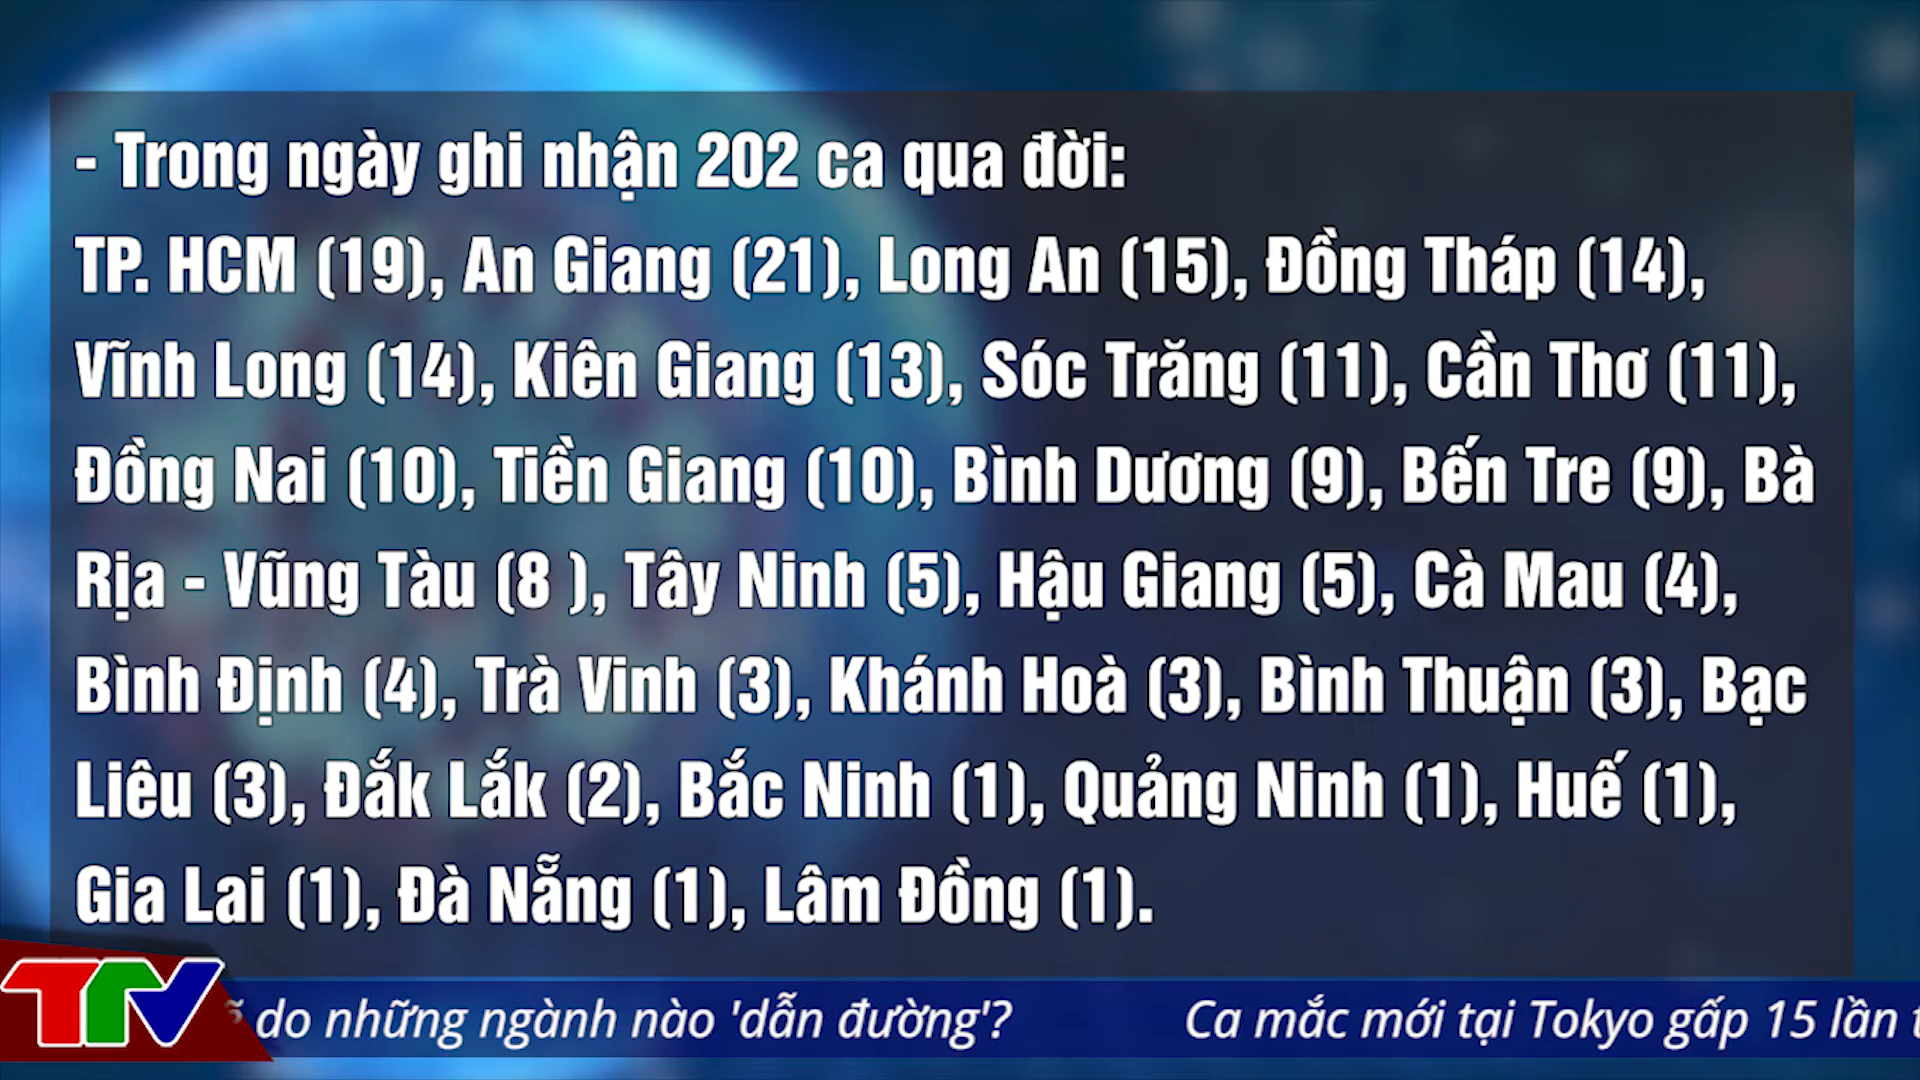 - Trong ngày ghi nhận 202 ca qua đời:
TP. HCM (19), An Giang (21), Long An (15), Đồng Tháp (14),
Vĩnh Long (14), Kiên Giang (13), Sóc Trăng (11), Cần Thơ (11),
Đồng Nai (10), Tiền Giang (10), Bình Dương (9), Bến Tre (9), Bà
Rịa - Vũng Tàu (8 ), Tây Ninh (5), Hậu Giang (5), Cà Mau (4),
Bình Định (4), Trà Vinh (3), Khánh Hoà (3), Bình Thuận (3), Bạc
Liêu (3), Đắk Lắk (2), Bắc Ninh (1), Quảng Ninh (1), Huế (1),
Gia Lai (1), Đà Nẵng (1), Lâm Đồng (1).
TTV
do những ngành nào 'dẫn đường'? Ca mắc mới tại Tokyo gấp 15 lần